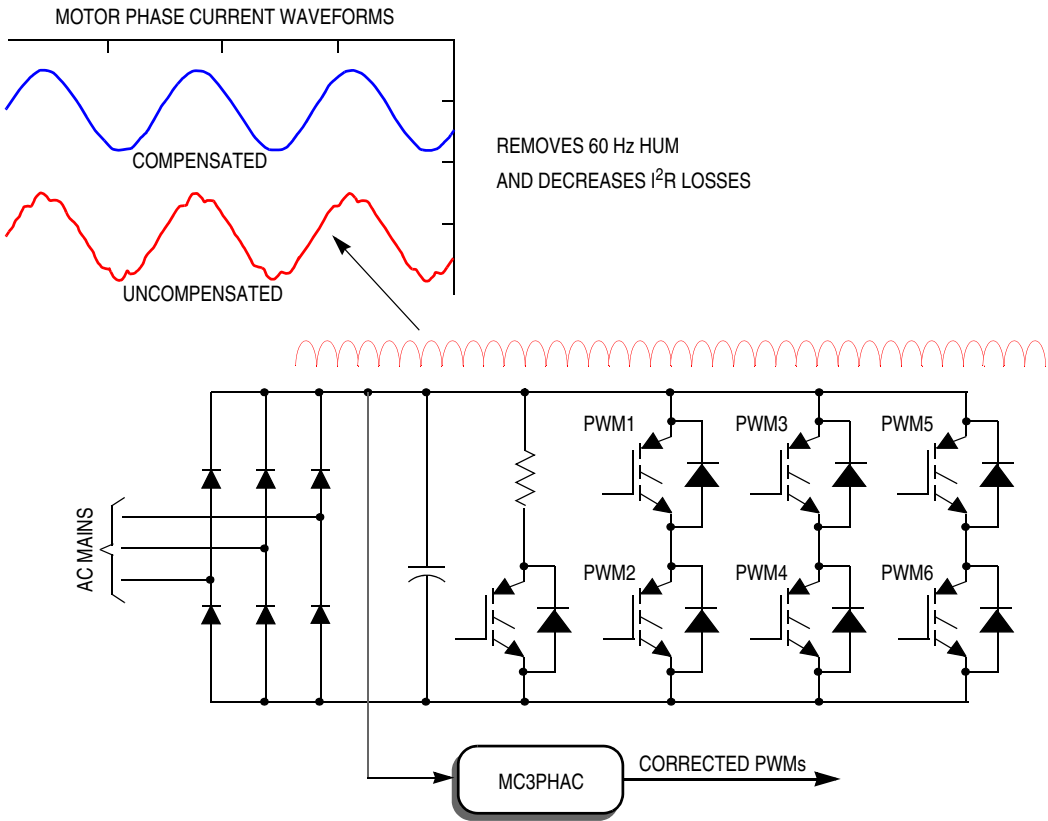 MOTOR PHASE CURRENT WAVEFORMS
COMPENSATED
REMOVES 60 Hz HUM
AND DECREASES I²R LOSSES
UNCOMPENSATED
PWM1
PWM3
PWM5
AC MAINS
PWM2
PWM4
PWM6
MC3PHAC
CORRECTED PWMs